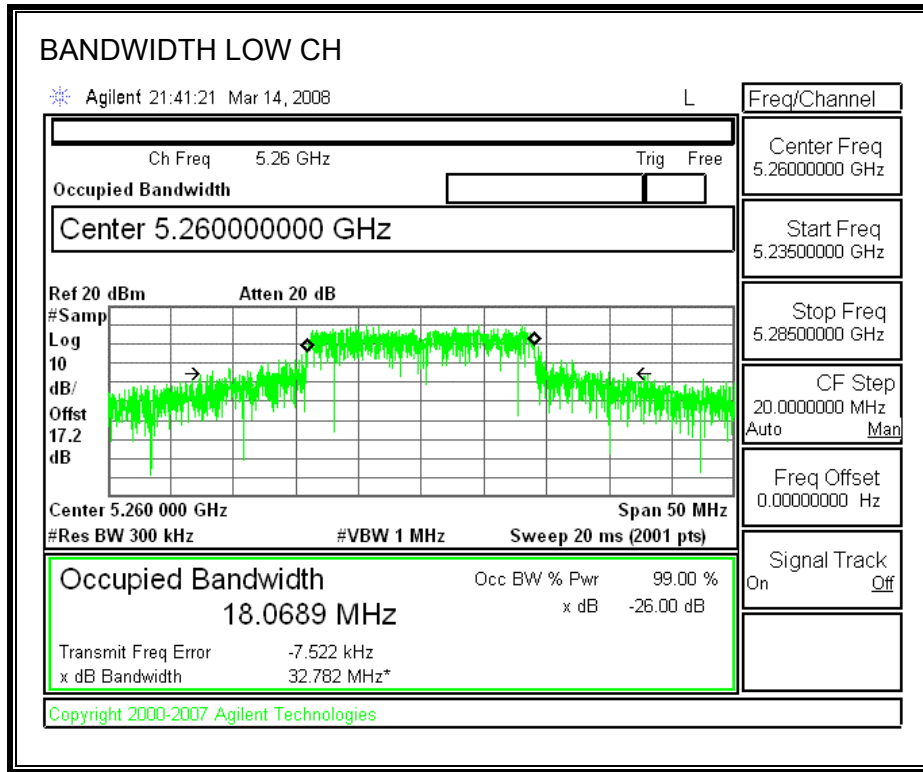 BANDWIDTH LOW CH
Agilent 21:41:21 Mar 14, 2008 L
Freq/Channel
Ch Freq 5.26 GHz Trig Free
Occupied Bandwidth
Center 5.260000000 GHz
Center Freq
5.26000000 GHz
Start Freq
5.23500000 GHz
Stop Freq
5.28500000 GHz
CF Step
20.0000000 MHz
Auto Man
Freq Offset
0.00000000 Hz
Signal Track
On Off
Ref 20 dBm Atten 20 dB
#Samp
Log
10
dB/
Offst
17.2
dB
Center 5.260 000 GHz Span 50 MHz
#Res BW 300 kHz #VBW 1 MHz Sweep 20 ms (2001 pts)
Occupied Bandwidth
18.0689 MHz
Occ BW % Pwr 99.00 %
x dB -26.00 dB
Transmit Freq Error -7.522 kHz
x dB Bandwidth 32.782 MHz*
Copyright 2000-2007 Agilent Technologies